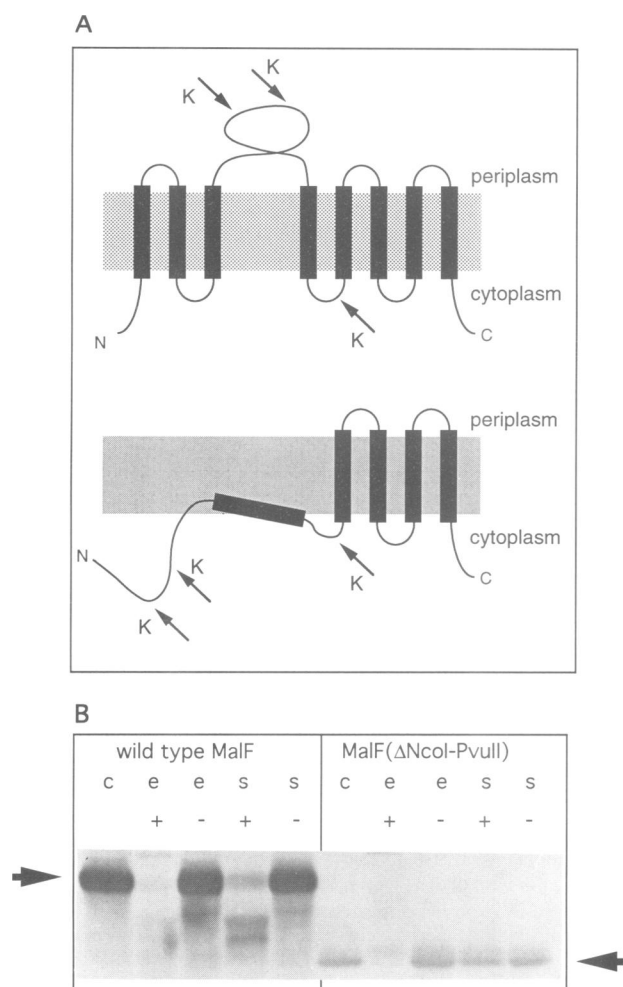 A
K
K
periplasm
cytoplasm
N
K
C
periplasm
cytoplasm
N
K
K
K
C
B
wild type MalF
MalF(ΔNcoI-PvuII)
c e e s s c e e s s
+ - + - + - + -